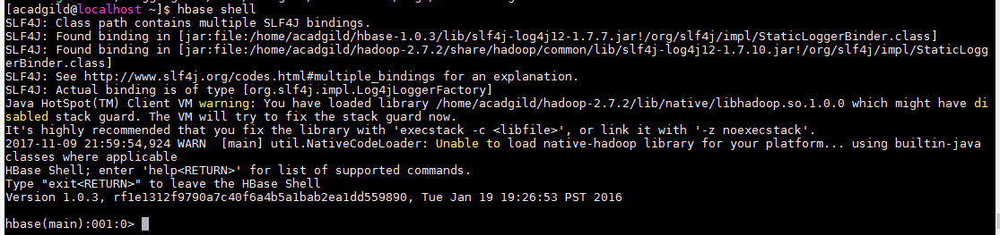 [acadgild@localhost ~]$ hbase shell
SLF4J: Class path contains multiple SLF4J bindings.
SLF4J: Found binding in [jar:file:/home/acadgild/hbase-1.0.3/lib/slf4j-log4j12-1.7.7.jar!/org/slf4j/impl/StaticLoggerBinder.class]
SLF4J: Found binding in [jar:file:/home/acadgild/hadoop-2.7.2/share/hadoop/common/lib/slf4j-log4j12-1.7.10.jar!/org/slf4j/impl/StaticLogg
erBinder.class]
SLF4J: See http://www.slf4j.org/codes.html#multiple_bindings for an explanation.
SLF4J: Actual binding is of type [org.slf4j.impl.Log4jLoggerFactory]
Java HotSpot(TM) Client VM warning: You have loaded library /home/acadgild/hadoop-2.7.2/lib/native/libhadoop.so.1.0.0 which might have di
sabled stack guard. The VM will try to fix the stack guard now.
It's highly recommended that you fix the library with 'execstack -c <libfile>', or link it with '-z noexecstack'.
2017-11-09 21:59:54,924 WARN  [main] util.NativeCodeLoader: Unable to load native-hadoop library for your platform... using builtin-java
classes where applicable
HBase Shell; enter 'help<RETURN>' for list of supported commands.
Type "exit<RETURN>" to leave the HBase Shell
Version 1.0.3, rf1e1312f9790a7c40f6a4b5a1bab2ea1dd559890, Tue Jan 19 19:26:53 PST 2016
hbase(main):001:0>